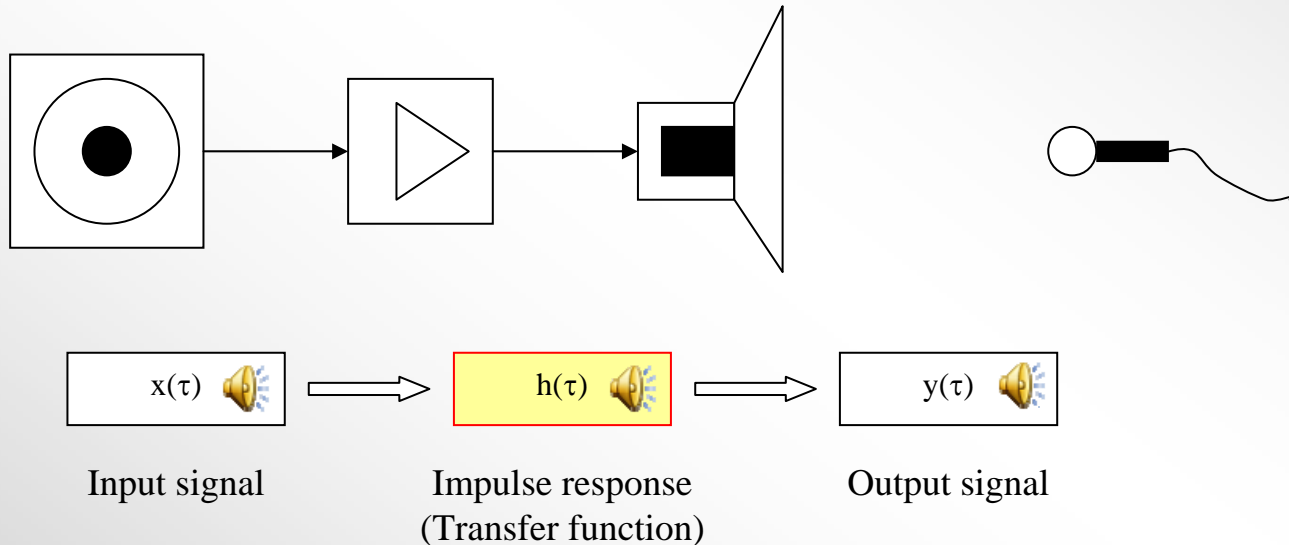 x(τ)
h(τ)
y(τ)
Input signal
Impulse response
(Transfer function)
Output signal